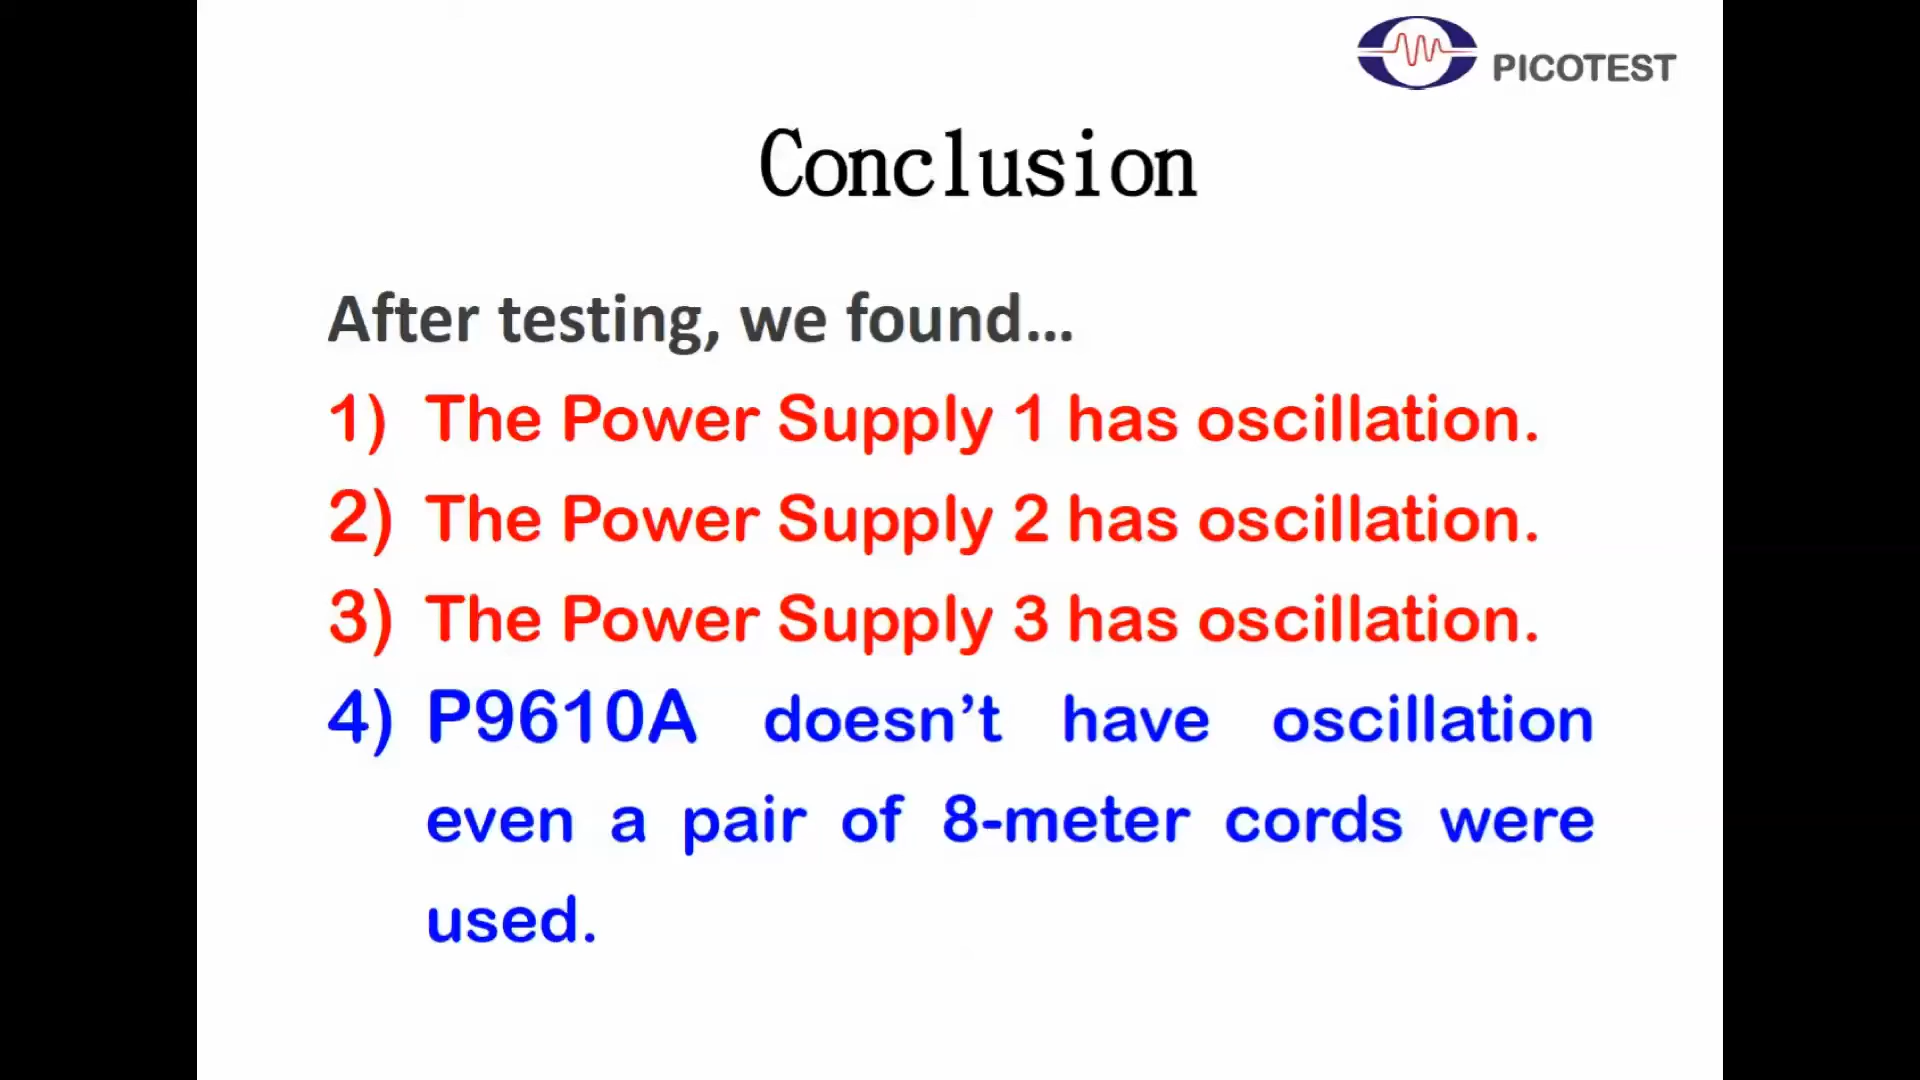 PICOTEST
Conclusion
After testing, we found...
1) The Power Supply 1 has oscillation.
2) The Power Supply 2 has oscillation.
3) The Power Supply 3 has oscillation.
4) P9610A doesn’t have oscillation
even a pair of 8-meter cords were
used.